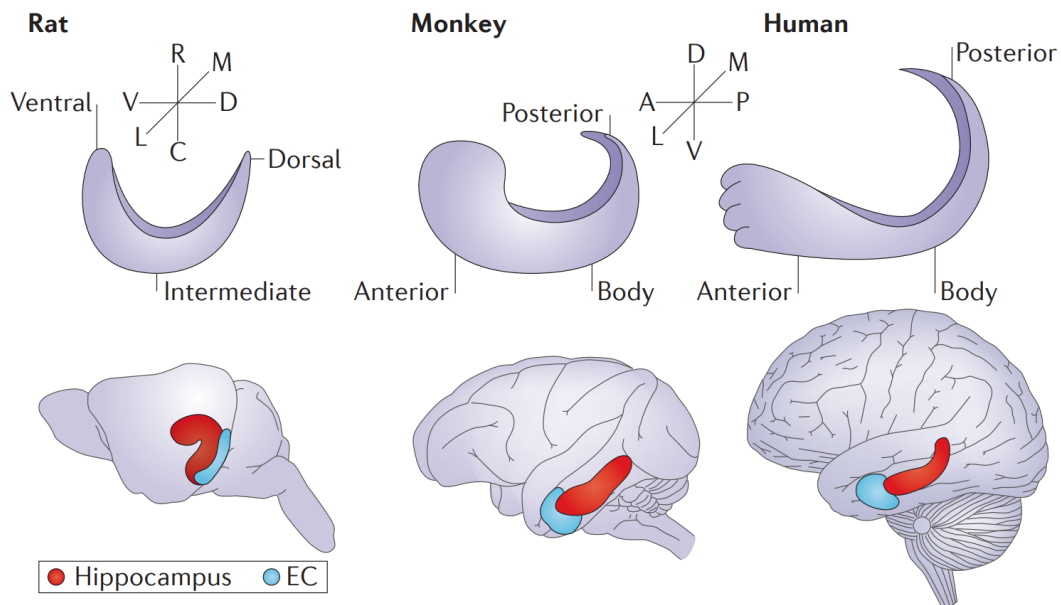 Rat
Monkey
Human
R
M
V
D
L
C
Ventral
Dorsal
Intermediate
D
M
A
P
L
V
Posterior
Anterior
Body
Posterior
Anterior
Body
Hippocampus
EC